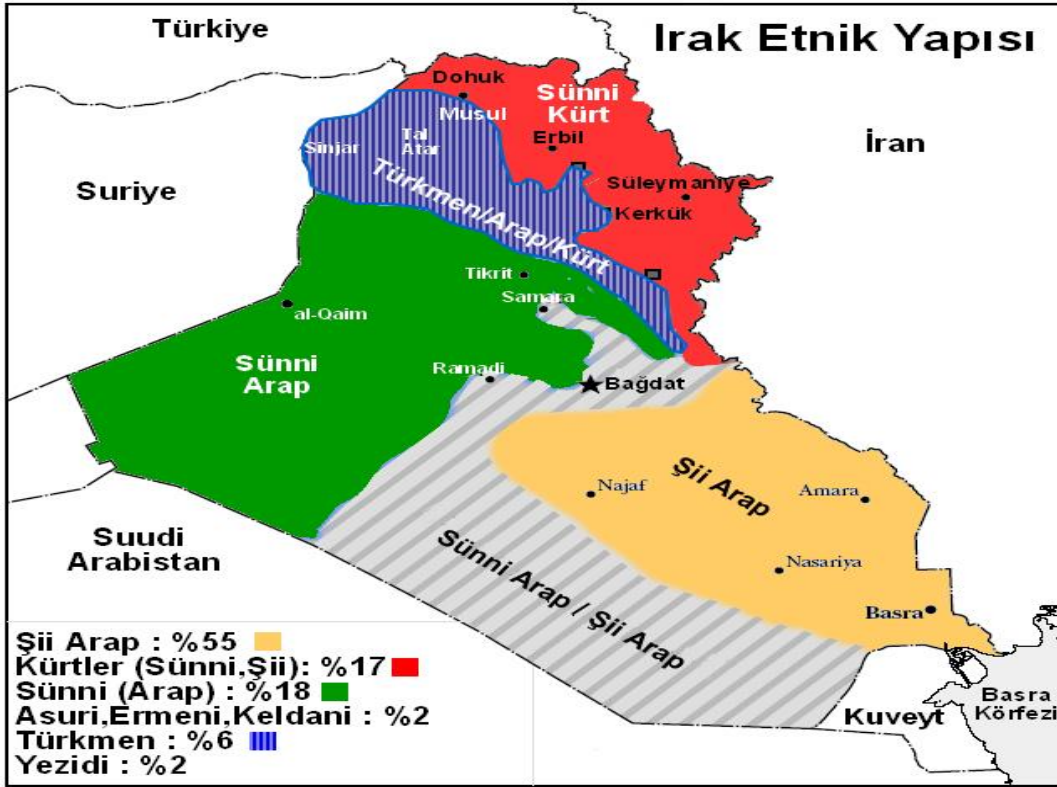 Türkiye
Irak Etnik Yapısı
Dohuk
Musul
Sünni
Kürt
Erbil
İran
Sinjar
Tal
Atar
Suriye
Süleymaniye
Kerkük
Türkmen/Arap/Kürt
Tikrit
Samara
al-Qaim
Sünni
Arap
Ramadi
Bağdat
Şii Arap
Najaf
Amara
Suudi
Arabistan
Sünni Arap / Şii Arap
Nasariya
Basra
Şii Arap : %55
Kürtler (Sünni,Şii): %17
Sünni (Arap) : %18
Asuri,Ermeni,Keldani : %2
Türkmen : %6
Yezidi : %2
Kuveyt
Basra
Körfezi